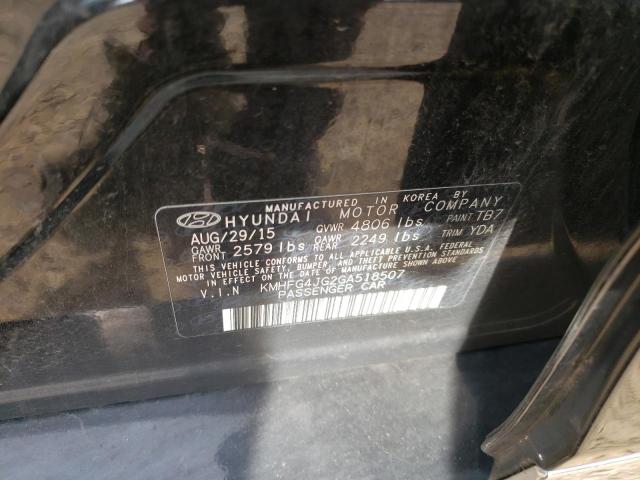 MANUFACTURED IN KOREA BY
HYUNDAI MOTOR COMPANY
AUG/29/15 GVWR 4806 lbs PAINT TB7
GAWR FRONT 2579 lbs GAWR REAR 2249 lbs TRIM YDA
THIS VEHICLE CONFORMS TO ALL APPLICABLE U.S.A. FEDERAL
MOTOR VEHICLE SAFETY, BUMPER, AND THEFT PREVENTION STANDARDS
IN EFFECT ON THE DATE OF MANUFACTURE SHOWN ABOVE
V.I.N KMHFG4JG2GA518507
PASSENGER CAR